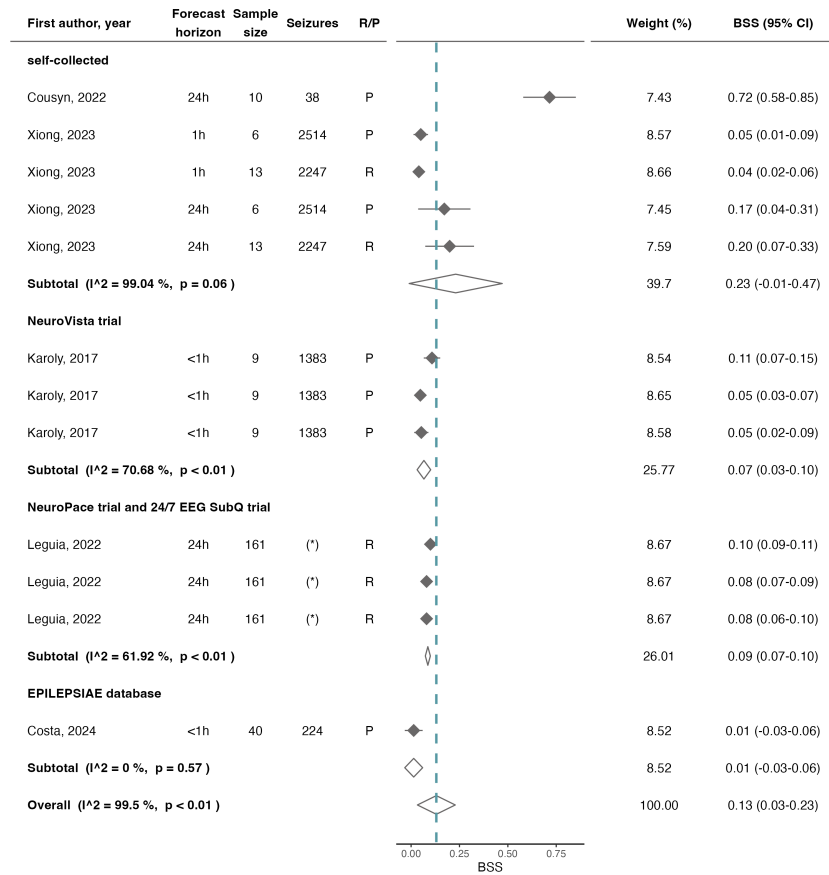 First author, year Forecast horizon Sample size Seizures R/P Weight (%) BSS (95% CI)
self-collected
Cousyn, 2022 24h 10 38 P 7.43 0.72 (0.58-0.85)
Xiong, 2023 1h 6 2514 P 8.57 0.05 (0.01-0.09)
Xiong, 2023 1h 13 2247 R 8.66 0.04 (0.02-0.06)
Xiong, 2023 24h 6 2514 P 7.45 0.17 (0.04-0.31)
Xiong, 2023 24h 13 2247 R 7.59 0.20 (0.07-0.33)
Subtotal (I^2 = 99.04 %, p = 0.06 ) 39.7 0.23 (-0.01-0.47)
NeuroVista trial
Karoly, 2017 <1h 9 1383 P 8.54 0.11 (0.07-0.15)
Karoly, 2017 <1h 9 1383 P 8.65 0.05 (0.03-0.07)
Karoly, 2017 <1h 9 1383 P 8.58 0.05 (0.02-0.09)
Subtotal (I^2 = 70.68 %, p < 0.01 ) 25.77 0.07 (0.03-0.10)
NeuroPace trial and 24/7 EEG SubQ trial
Leguia, 2022 24h 161 (*) R 8.67 0.10 (0.09-0.11)
Leguia, 2022 24h 161 (*) R 8.67 0.08 (0.07-0.09)
Leguia, 2022 24h 161 (*) R 8.67 0.08 (0.06-0.10)
Subtotal (I^2 = 61.92 %, p < 0.01 ) 26.01 0.09 (0.07-0.10)
EPILEPSIAE database
Costa, 2024 <1h 40 224 P 8.52 0.01 (-0.03-0.06)
Subtotal (I^2 = 0 %, p = 0.57 ) 8.52 0.01 (-0.03-0.06)
Overall (I^2 = 99.5 %, p < 0.01 ) 100.00 0.13 (0.03-0.23)
0.00 0.25 0.50 0.75
BSS